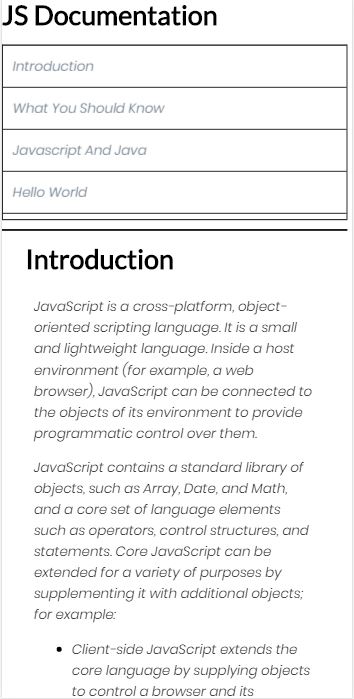 JS Documentation
Introduction
What You Should Know
Javascript And Java
Hello World
Introduction
JavaScript is a cross-platform, object-
oriented scripting language. It is a small
and lightweight language. Inside a host
environment (for example, a web
browser), JavaScript can be connected to
the objects of its environment to provide
programmatic control over them.
JavaScript contains a standard library of
objects, such as Array, Date, and Math,
and a core set of language elements
such as operators, control structures, and
statements. Core JavaScript can be
extended for a variety of purposes by
supplementing it with additional objects;
for example:
• Client-side JavaScript extends the
core language by supplying objects
to control a browser and its